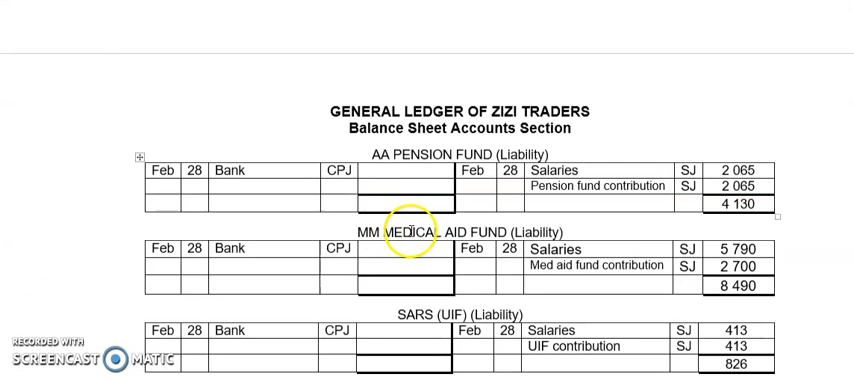 GENERAL LEDGER OF ZIZI TRADERS
Balance Sheet Accounts Section
AA PENSION FUND (Liability)
Feb 28 Bank CPJ Feb 28 Salaries SJ 2 065
Pension fund contribution SJ 2 065
4 130
MM MEDICAL AID FUND (Liability)
Feb 28 Bank CPJ Feb 28 Salaries SJ 5 790
Med aid fund contribution SJ 2 700
8 490
SARS (UIF) (Liability)
Feb 28 Bank CPJ Feb 28 Salaries SJ 413
UIF contribution SJ 413
826
RECORDED WITH
SCREENCAST MATIC